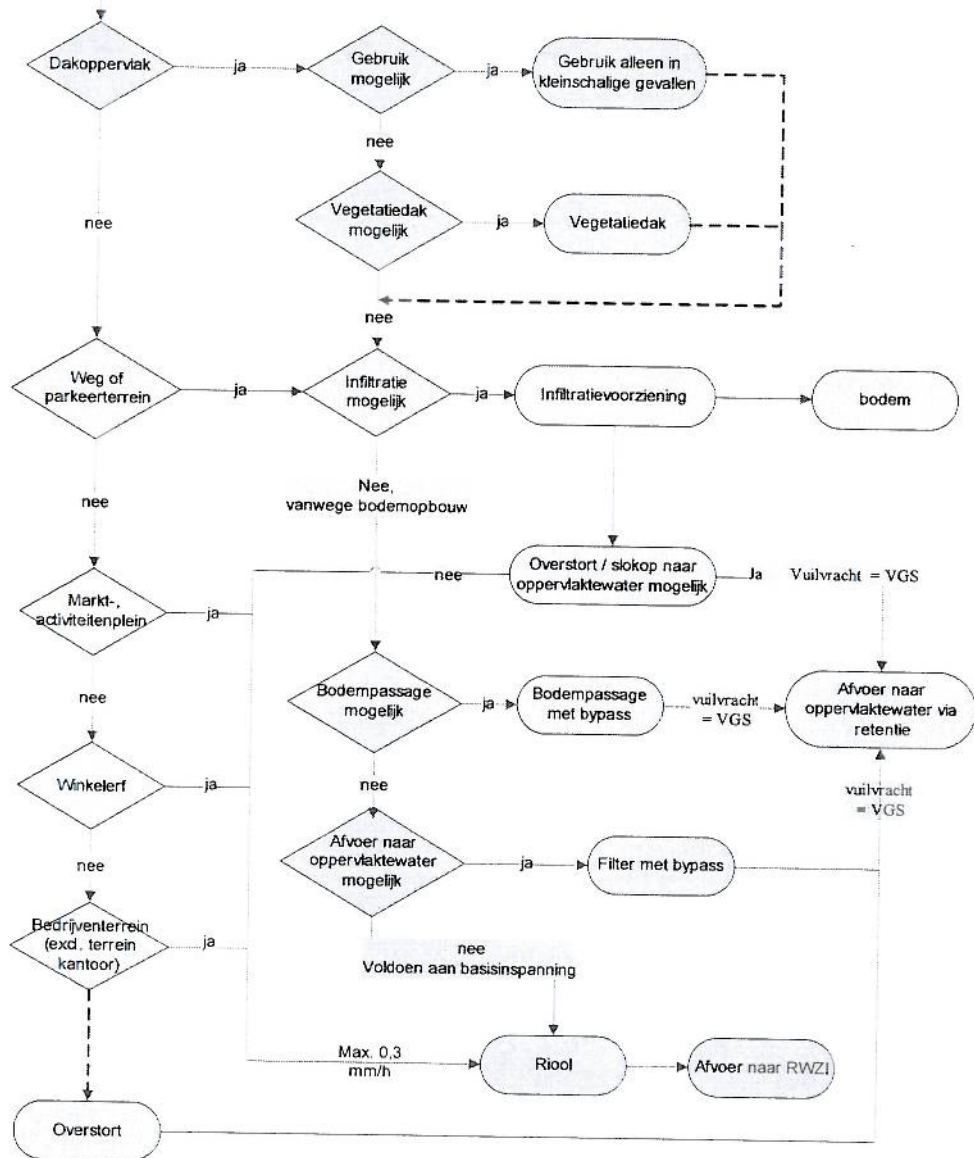 Dakoppervlak
ja
Gebruik
mogelijk
ja
Gebruik alleen in
kleinschalige gevallen
nee
nee
Vegetatiedak
mogelijk
ja
Vegetatiedak
nee
Weg of
parkeerterrein
ja
Infiltratie
mogelijk
ja
Infiltratievoorziening
bodem
nee
Nee,
vanwege bodemopbouw
Markt-,
activiteitenplein
ja
nee
Overstort / slokop naar
oppervlaktewater mogelijk
Ja
Vuilvracht = VGS
nee
Bodempassage
mogelijk
ja
Bodempassage
met bypass
vuilvracht
= VGS
Afvoer naar
oppervlaktewater via
retentie
Winkelerf
ja
nee
vuilvracht
= VGS
nee
Afvoer naar
oppervlaktewater
mogelijk
ja
Filter met bypass
Bedrijventerrein
(excl. terrein
kantoor)
ja
nee
Voldoen aan basisinspanning
Max. 0,3
mm/h
Riool
Afvoer naar RWZI
Overstort